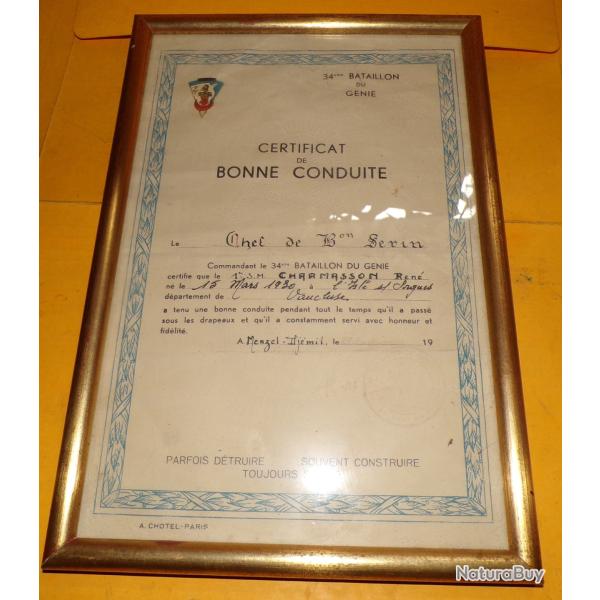 34ème BATAILLON
DU
GENIE
CERTIFICAT
DE
BONNE CONDUITE
Le Chef de Bon Serin
Commandant le 34ème BATAILLON DU GENIE
certifie que le CHARMASSON René
né le 15 Mars 1930 à l'Isle s/ Sorgues
département de Vaucluse
a tenu une bonne conduite pendant tout le temps qu'il a passé
sous les drapeaux et qu'il a constamment servi avec honneur et
fidélité.
A Menzel-Djémil, le 19
PARFOIS DÉTRUIRE SOUVENT CONSTRUIRE
TOUJOURS
A. CHOTEL-PARIS
NaturaBuy